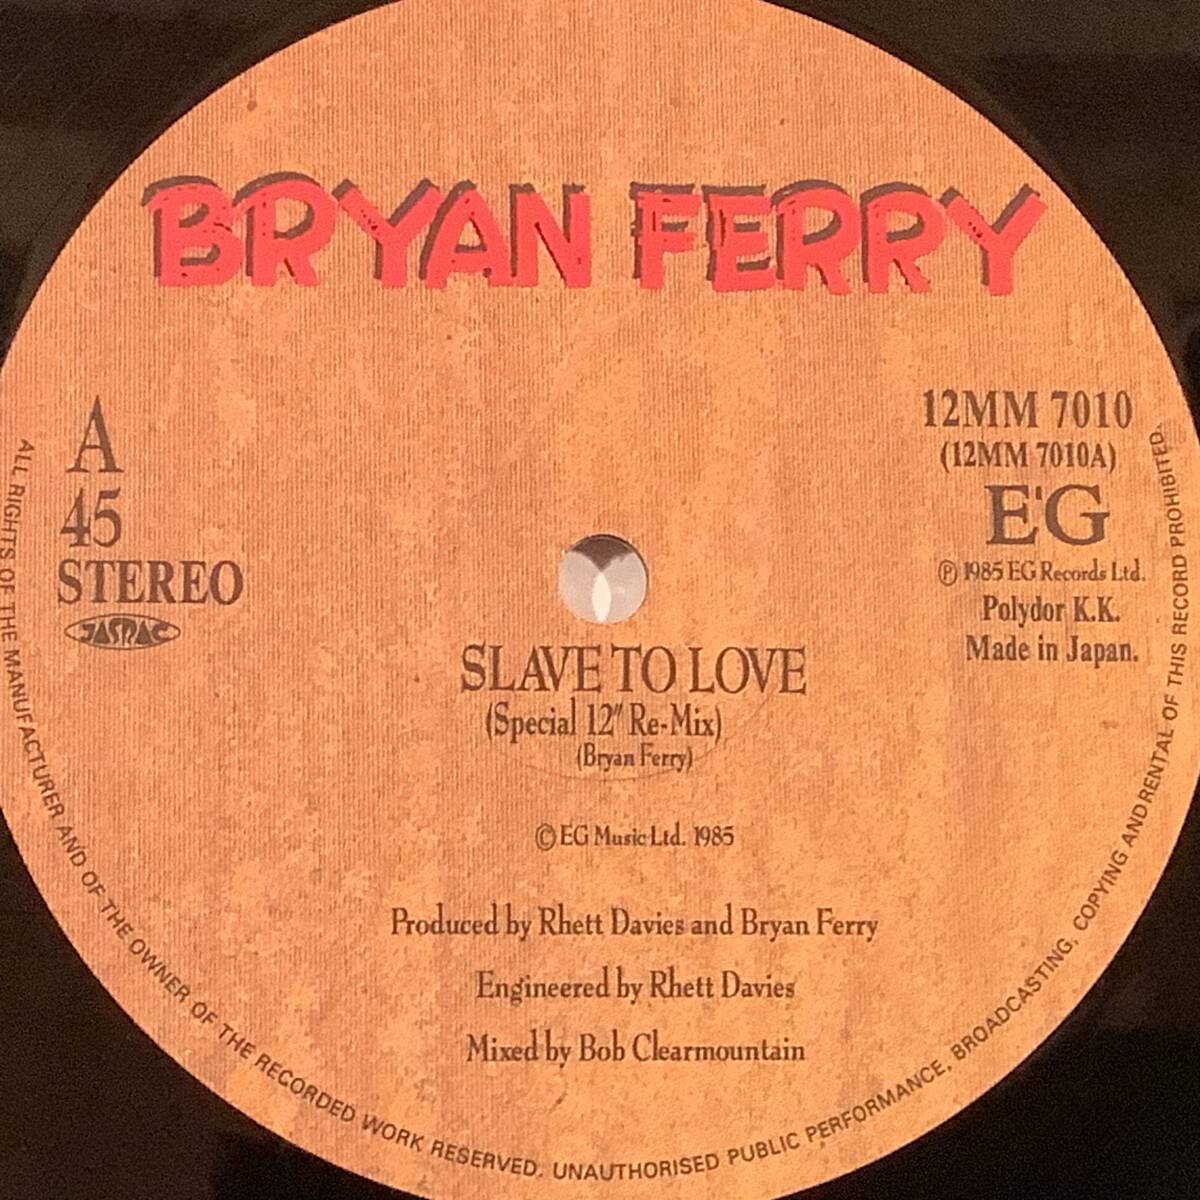 BRYAN FERRY
A
45
STEREO
JASRAC
12MM 7010
(12MM 7010A)
E'G
℗ 1985 EG Records Ltd.
Polydor K.K.
Made in Japan.
SLAVE TO LOVE
(Special 12" Re-Mix)
(Bryan Ferry)
© EG Music Ltd. 1985
Produced by Rhett Davies and Bryan Ferry
Engineered by Rhett Davies
Mixed by Bob Clearmountain
ALL RIGHTS OF THE MANUFACTURER AND OF THE OWNER OF THE RECORDED WORK RESERVED. UNAUTHORISED PUBLIC PERFORMANCE, BROADCASTING, COPYING AND RENTAL OF THIS RECORD PROHIBITED.